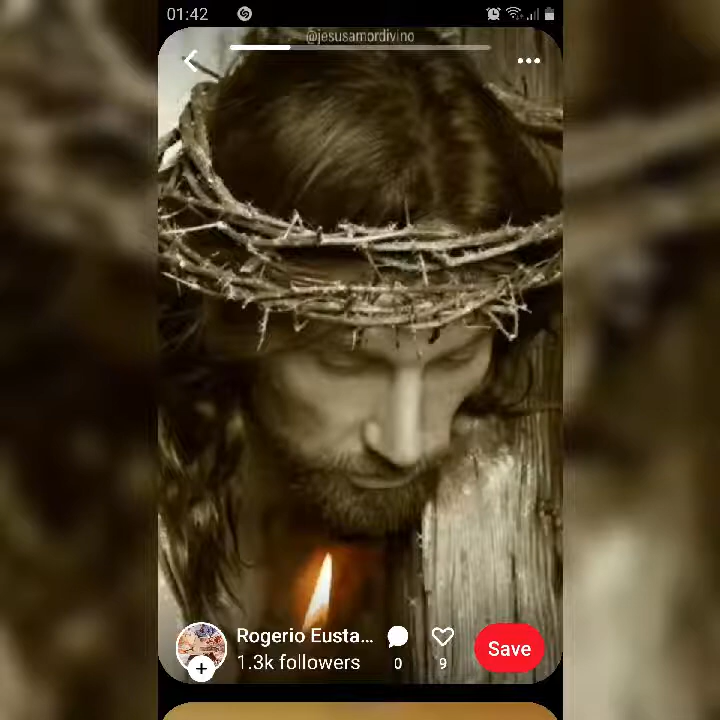 01:42
@jesusamordivino
Rogerio Eusta...
1.3k followers
0
9
Save